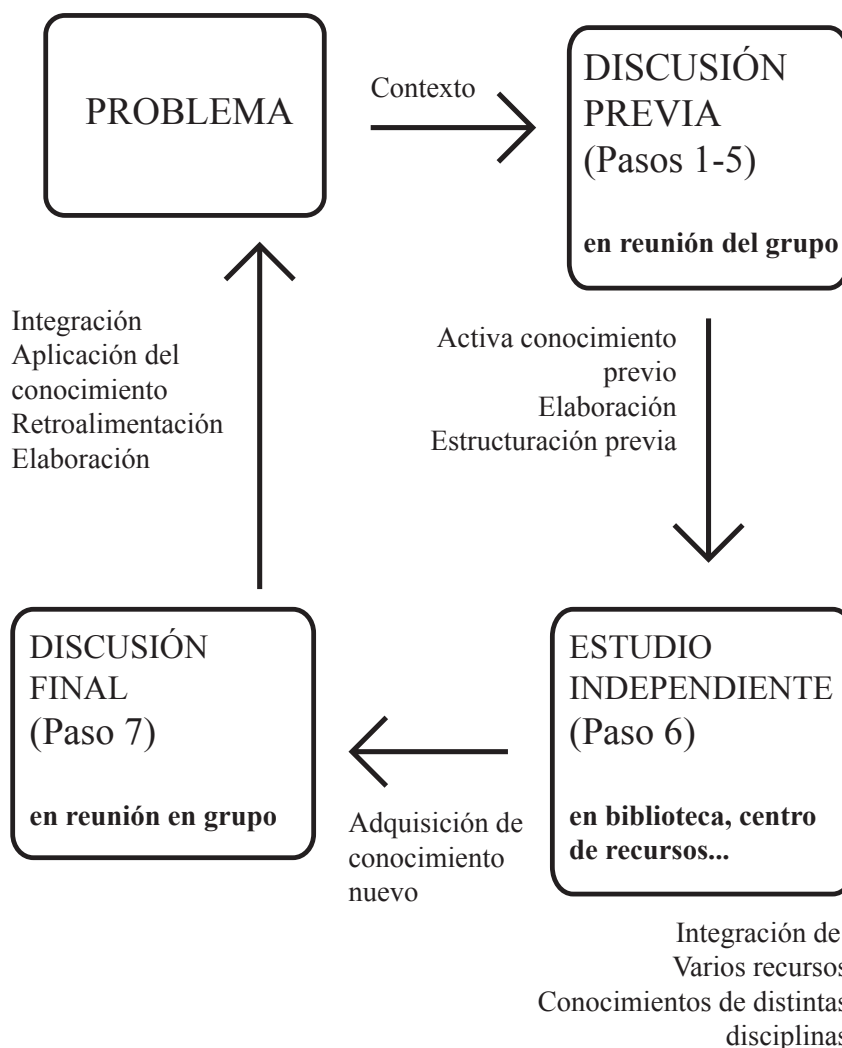 PROBLEMA
Contexto
DISCUSIÓN
PREVIA
(Pasos 1-5)
en reunión del grupo
Activa conocimiento
previo
Elaboración
Estructuración previa
ESTUDIO
INDEPENDIENTE
(Paso 6)
en biblioteca, centro
de recursos...
Integración de
Varios recursos
Conocimientos de distintas
disciplinas
Adquisición de
conocimiento
nuevo
DISCUSIÓN
FINAL
(Paso 7)
en reunión en grupo
Integración
Aplicación del
conocimiento
Retroalimentación
Elaboración